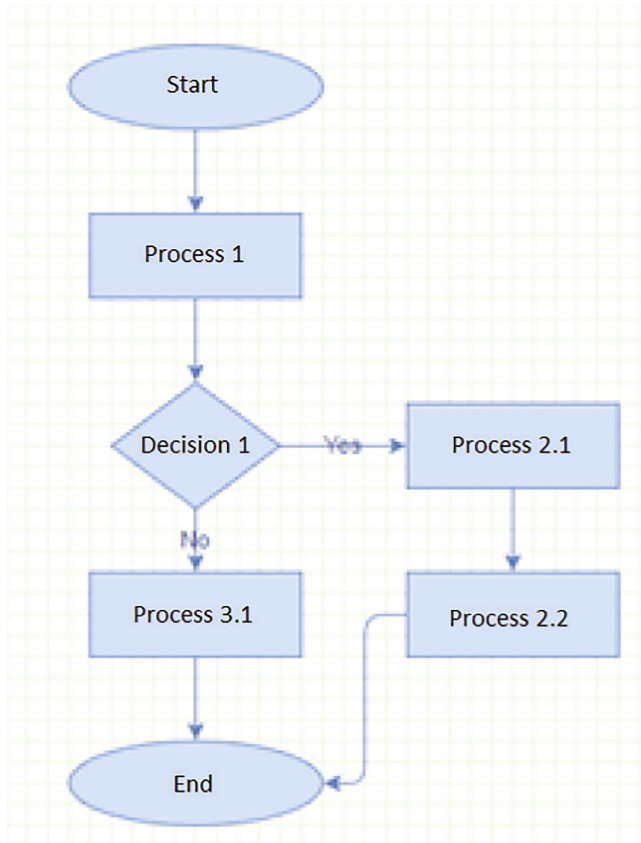 Start
Process 1
Decision 1
Yes
Process 2.1
No
Process 3.1
Process 2.2
End